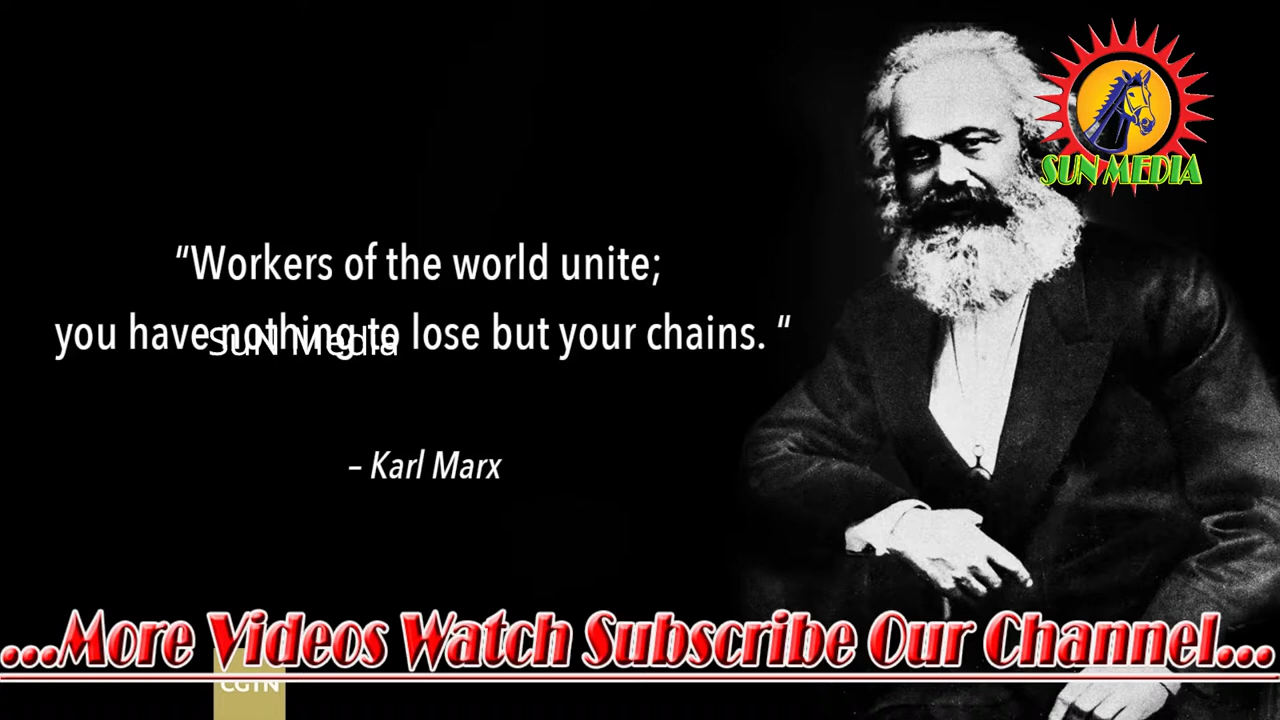 SUN MEDIA
“Workers of the world unite;
you have nothing to lose but your chains. “
SuN Media
– Karl Marx
...More Videos Watch Subscribe Our Channel...
CGTN